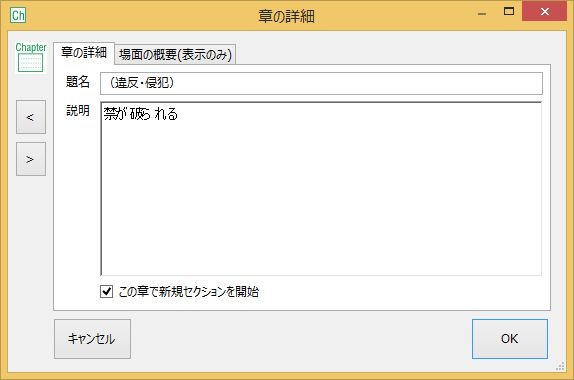 Ch
章の詳細
Chapter
章の詳細
場面の概要(表示のみ)
題名
（違反・侵犯）
説明
禁が破られる
<
>
この章で新規セクションを開始
キャンセル
OK